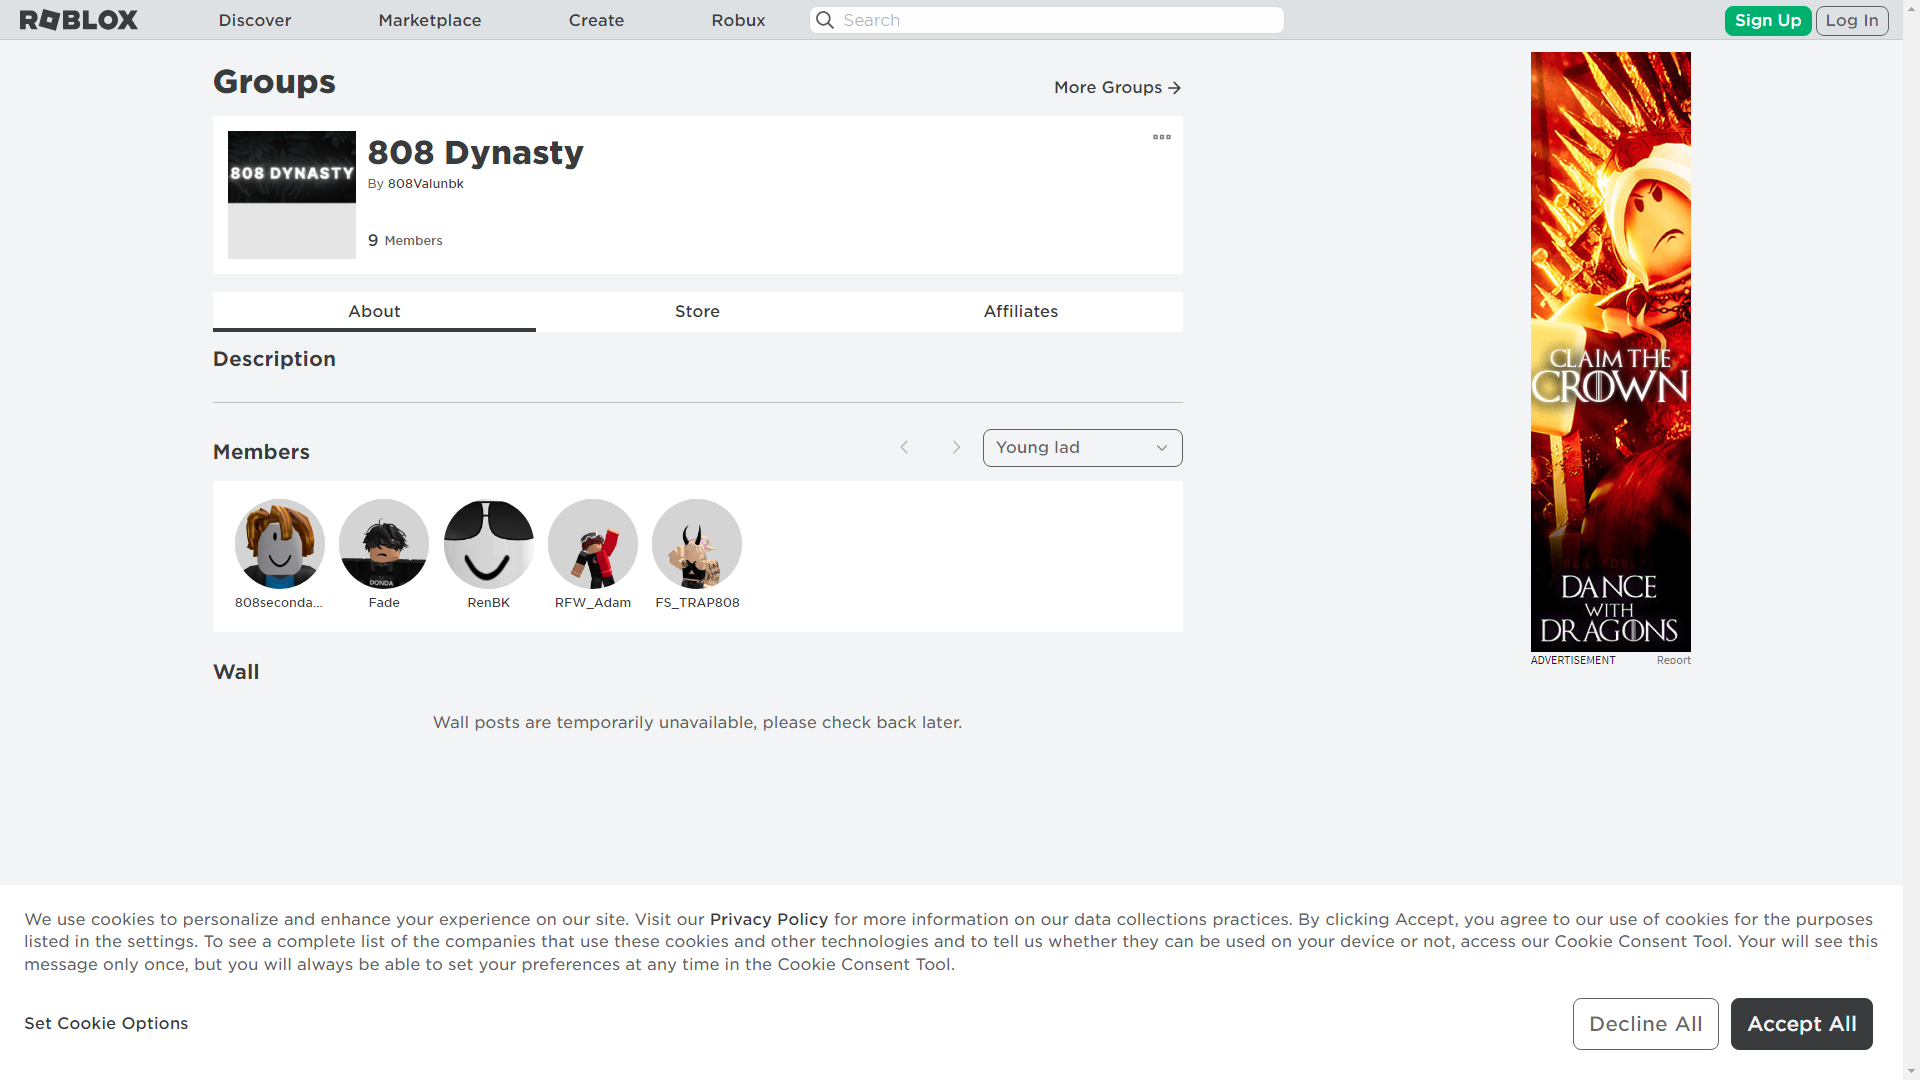 ROBLOX
Discover
Marketplace
Create
Robux
Search
Sign Up
Log In
Groups
More Groups
808 DYNASTY
808 Dynasty
By 808Valunbk
9 Members
About
Store
Affiliates
Description
Members
Young lad
DONDA
808seconda...
Fade
RenBK
RFW_Adam
FS_TRAP808
Wall
Wall posts are temporarily unavailable, please check back later.
CLAIM THE
CROWN
DANCE
WITH
DRAGONS
ADVERTISEMENT
Report
We use cookies to personalize and enhance your experience on our site. Visit our Privacy Policy for more information on our data collections practices. By clicking Accept, you agree to our use of cookies for the purposes
listed in the settings. To see a complete list of the companies that use these cookies and other technologies and to tell us whether they can be used on your device or not, access our Cookie Consent Tool. Your will see this
message only once, but you will always be able to set your preferences at any time in the Cookie Consent Tool.
Set Cookie Options
Decline All
Accept All